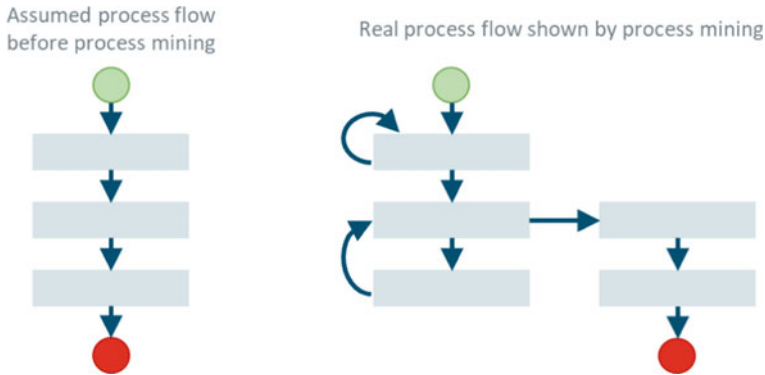 Assumed process flow
before process mining
Real process flow shown by process mining